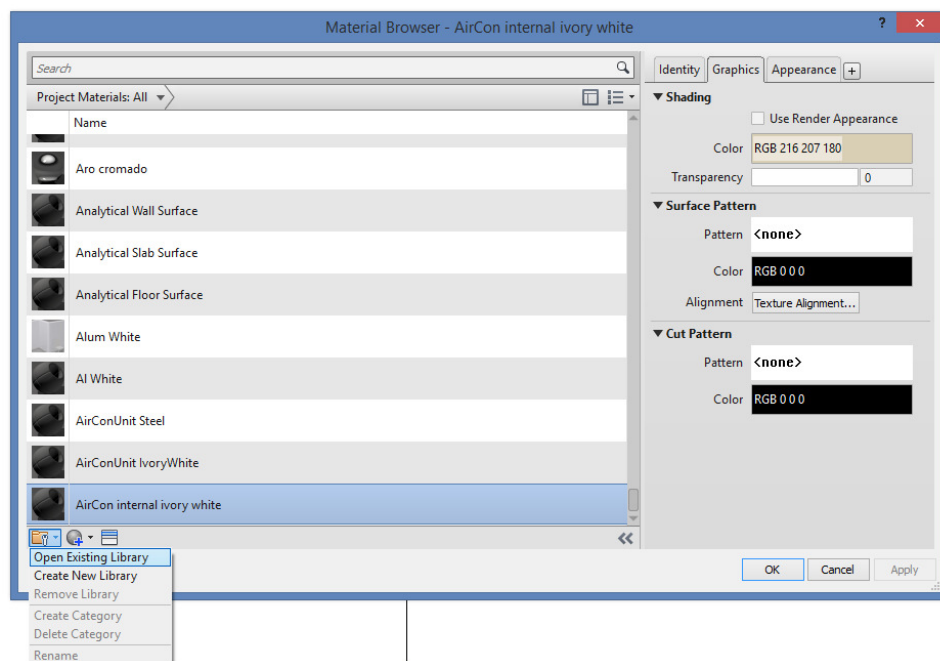 Material Browser - AirCon internal ivory white
?
Search
Project Materials: All
Name
Aro cromado
Analytical Wall Surface
Analytical Slab Surface
Analytical Floor Surface
Alum White
Al White
AirConUnit Steel
AirConUnit IvoryWhite
AirCon internal ivory white
Open Existing Library
Create New Library
Remove Library
Create Category
Delete Category
Rename
Identity Graphics Appearance +
Shading
Use Render Appearance
Color RGB 216 207 180
Transparency 0
Surface Pattern
Pattern <none>
Color RGB 0 0 0
Alignment Texture Alignment...
Cut Pattern
Pattern <none>
Color RGB 0 0 0
OK Cancel Apply